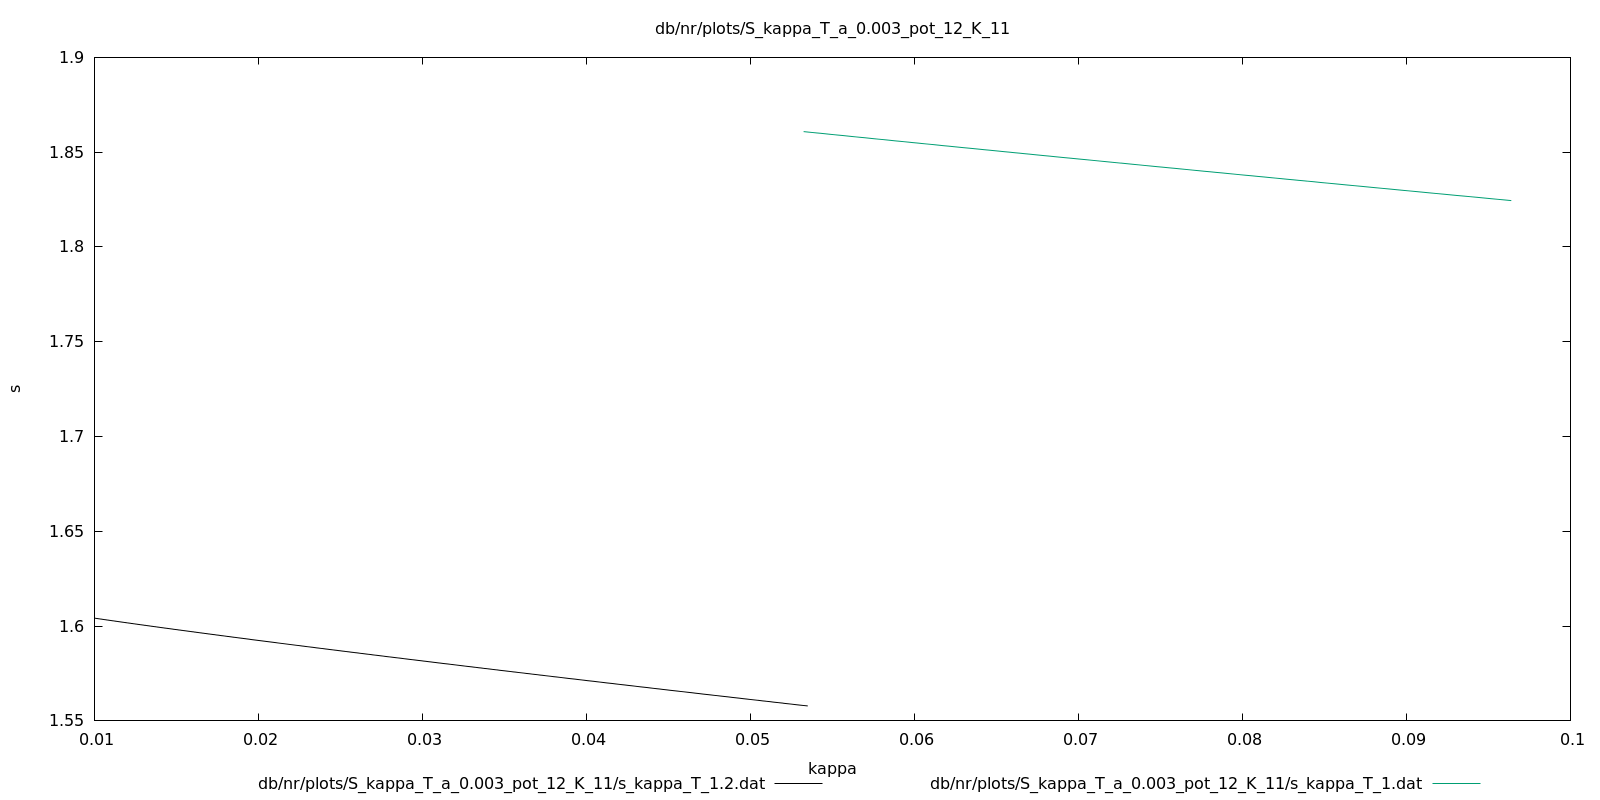 db/nr/plots/S_kappa_T_a_0.003_pot_12_K_11
1.9
1.85
1.8
1.75
1.7
1.65
1.6
1.55
s
0.01 0.02 0.03 0.04 0.05 0.06 0.07 0.08 0.09 0.1
kappa
db/nr/plots/S_kappa_T_a_0.003_pot_12_K_11/s_kappa_T_1.2.dat db/nr/plots/S_kappa_T_a_0.003_pot_12_K_11/s_kappa_T_1.dat